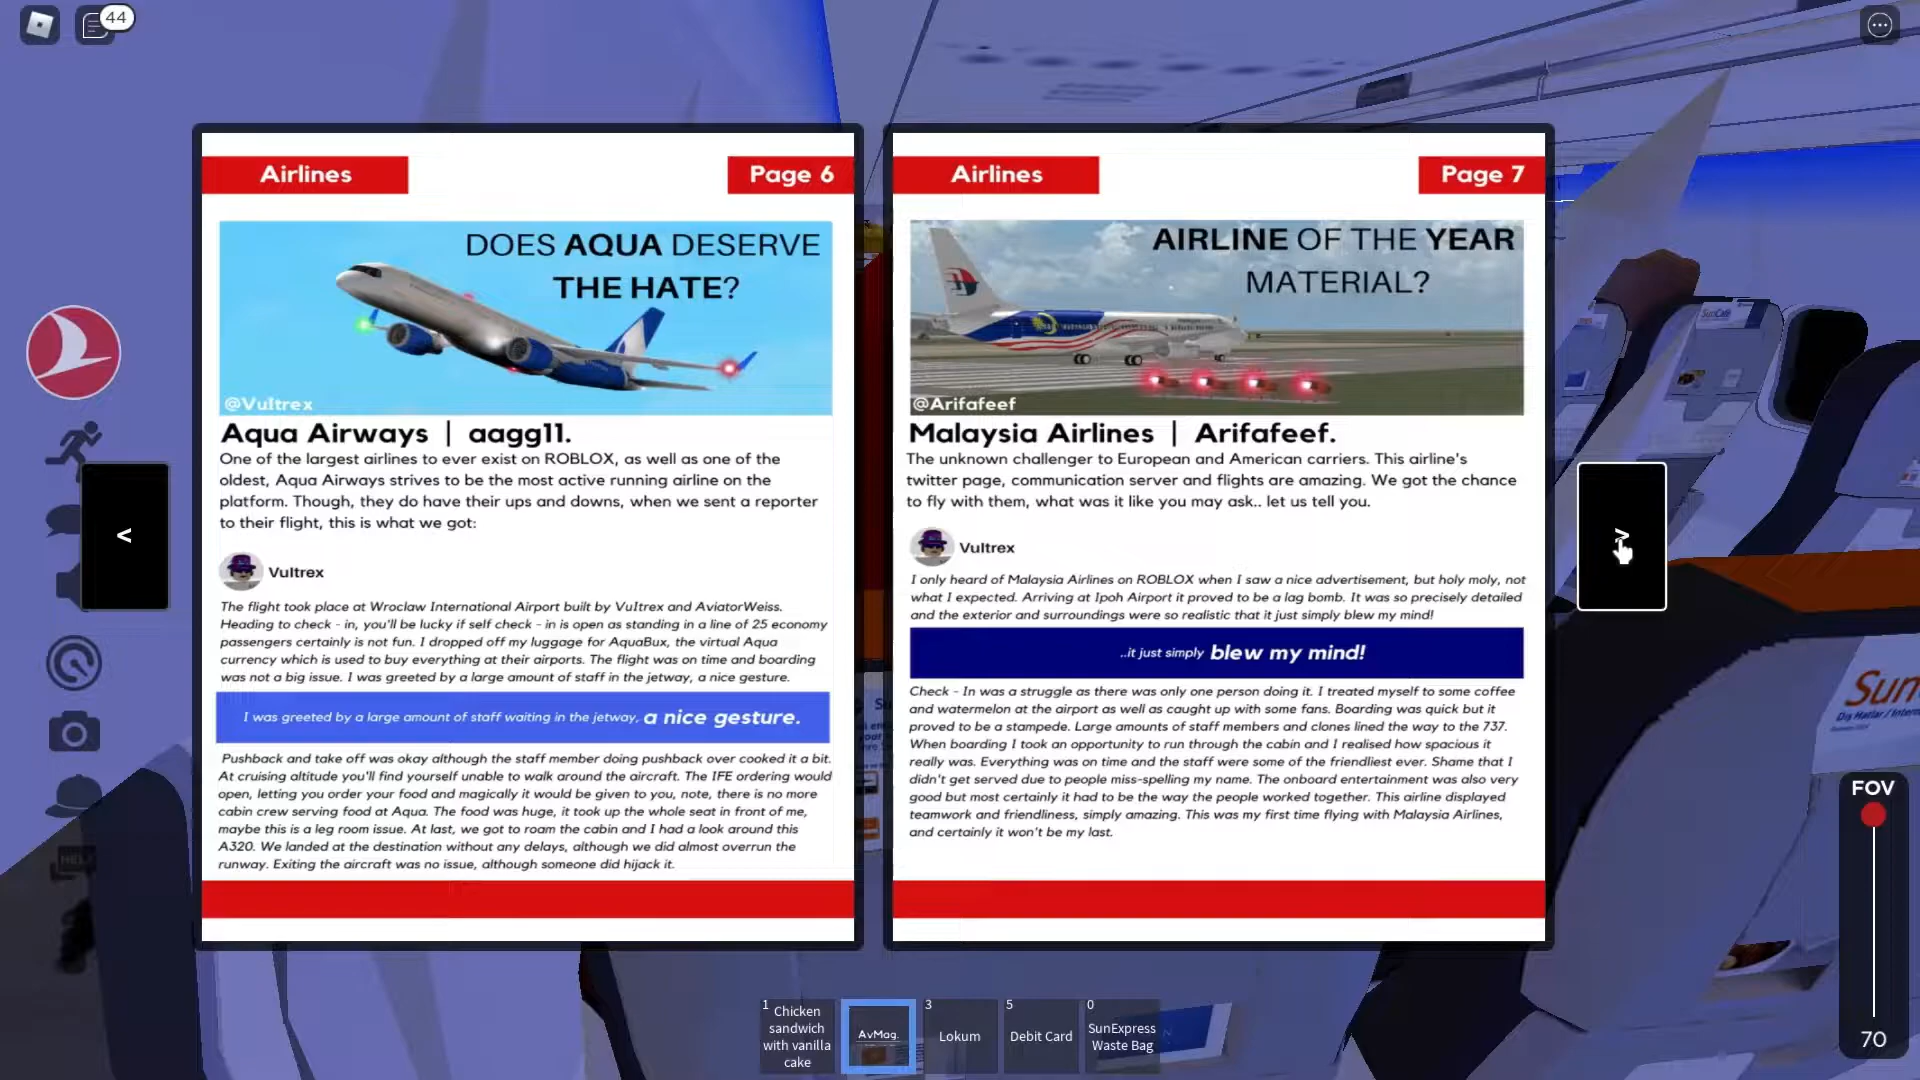 44
Airlines
Page 6
DOES AQUA DESERVE
THE HATE?
@Vultrex
Aqua Airways | aagg11.
One of the largest airlines to ever exist on ROBLOX, as well as one of the
oldest, Aqua Airways strives to be the most active running airline on the
platform. Though, they do have their ups and downs, when we sent a reporter
to their flight, this is what we got:
Vultrex
The flight took place at Wroclaw International Airport built by Vultrex and AviatorWeiss.
Heading to check - in, you'll be lucky if self check - in is open as standing in a line of 25 economy
passengers certainly is not fun. I dropped off my luggage for AquaBux, the virtual Aqua
currency which is used to buy everything at their airports. The flight was on time and boarding
was not a big issue. I was greeted by a large amount of staff in the jetway, a nice gesture.
I was greeted by a large amount of staff waiting in the jetway, a nice gesture.
Pushback and take off was okay although the staff member doing pushback over cooked it a bit.
At cruising altitude you'll find yourself unable to walk around the aircraft. The IFE ordering would
open, letting you order your food and magically it would be given to you, note, there is no more
cabin crew serving food at Aqua. The food was huge, it took up the whole seat in front of me,
maybe this is a leg room issue. At last, we got to roam the cabin and I had a look around this
A320. We landed at the destination without any delays, although we did almost overrun the
runway. Exiting the aircraft was no issue, although someone did hijack it.
Airlines
Page 7
AIRLINE OF THE YEAR
MATERIAL?
@Arifafeef
Malaysia Airlines | Arifafeef.
The unknown challenger to European and American carriers. This airline's
twitter page, communication server and flights are amazing. We got the chance
to fly with them, what was it like you may ask.. let us tell you.
Vultrex
I only heard of Malaysia Airlines on ROBLOX when I saw a nice advertisement, but holy moly, not
what I expected. Arriving at Ipoh Airport it proved to be a lag bomb. It was so precisely detailed
and the exterior and surroundings were so realistic that it just simply blew my mind!
..it just simply blew my mind!
Check - In was a struggle as there was only one person doing it. I treated myself to some coffee
and watermelon at the airport as well as caught up with some fans. Boarding was quick but it
proved to be a stampede. Large amounts of staff members and clones lined the way to the 737.
When boarding I took an opportunity to run through the cabin and I realised how spacious it
really was. Everything was on time and the staff were some of the friendliest ever. Shame that I
didn't get served due to people miss-spelling my name. The onboard entertainment was also very
good but most certainly it had to be the way the people worked together. This airline displayed
teamwork and friendliness, simply amazing. This was my first time flying with Malaysia Airlines,
and certainly it won't be my last.
<
>
HELP
SunCafé
Sun
FOV
70
1
Chicken
sandwich
with vanilla
cake
AvMag.
3
Lokum
5
Debit Card
0
SunExpress
Waste Bag